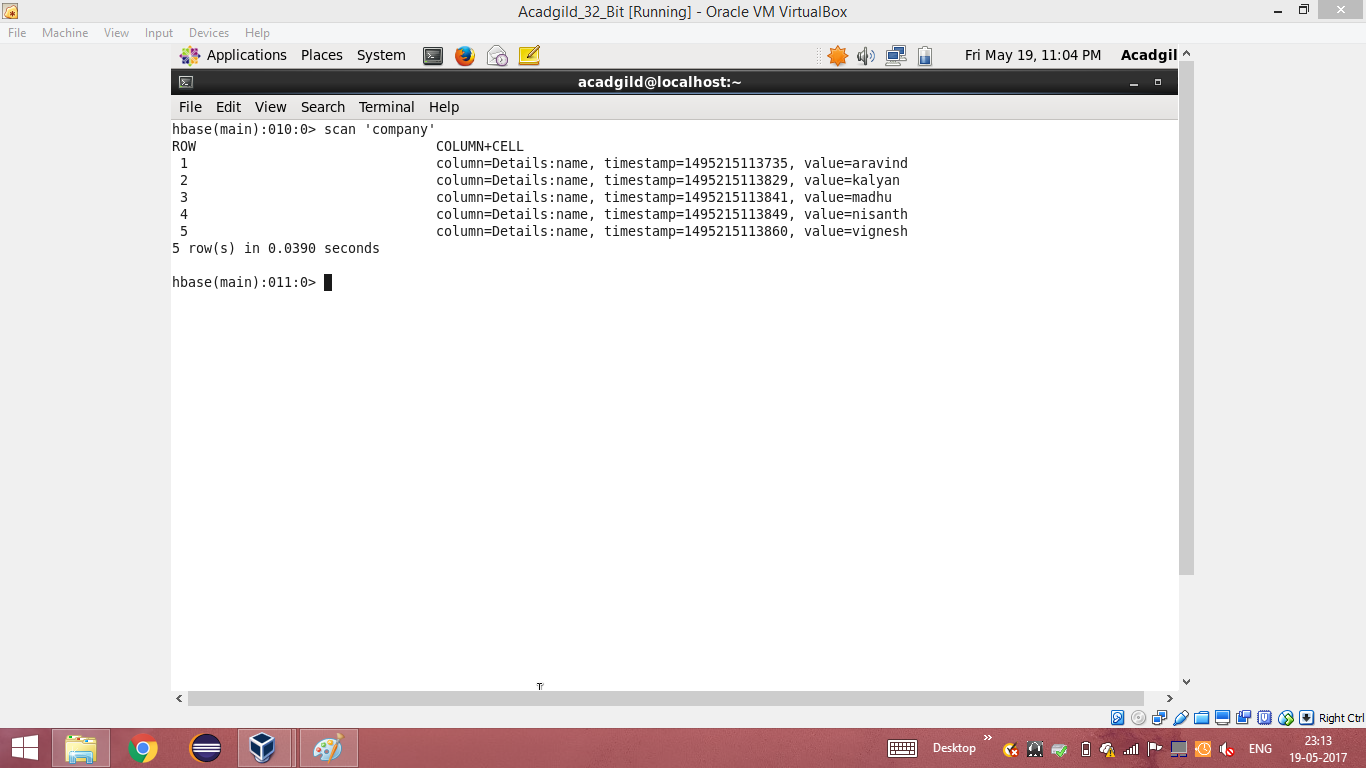 Acadgild_32_Bit [Running] - Oracle VM VirtualBox
File Machine View Input Devices Help
Applications Places System Fri May 19, 11:04 PM Acadgil
acadgild@localhost:~
File Edit View Search Terminal Help
hbase(main):010:0> scan 'company'
ROW COLUMN+CELL
1 column=Details:name, timestamp=1495215113735, value=aravind
2 column=Details:name, timestamp=1495215113829, value=kalyan
3 column=Details:name, timestamp=1495215113841, value=madhu
4 column=Details:name, timestamp=1495215113849, value=nisanth
5 column=Details:name, timestamp=1495215113860, value=vignesh
5 row(s) in 0.0390 seconds
hbase(main):011:0>
Right Ctrl
Desktop ENG 23:13
19-05-2017